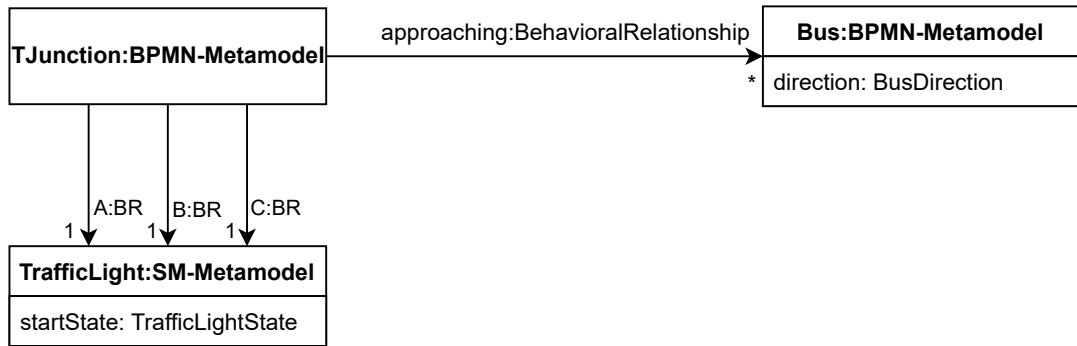 TJunction:BPMN-Metamodel
approaching:BehavioralRelationship
*
Bus:BPMN-Metamodel
direction: BusDirection
A:BR
B:BR
C:BR
1
1
1
TrafficLight:SM-Metamodel
startState: TrafficLightState